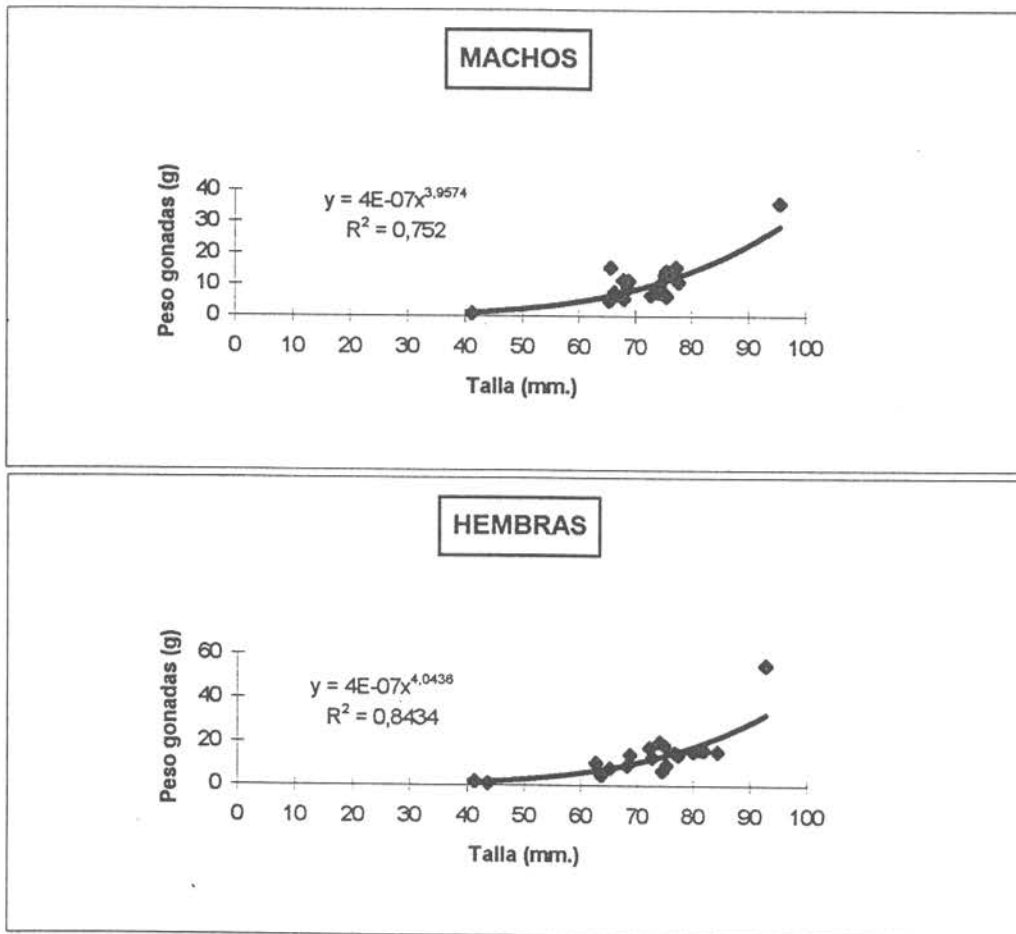 MACHOS
Peso gonadas (g)
y = 4E-07x^3,9574
R² = 0,752
40
30
20
10
0
0 10 20 30 40 50 60 70 80 90 100
Talla (mm.)
HEMBRAS
Peso gonadas (g)
y = 4E-07x^4,0436
R² = 0,8434
60
40
20
0
0 10 20 30 40 50 60 70 80 90 100
Talla (mm.)